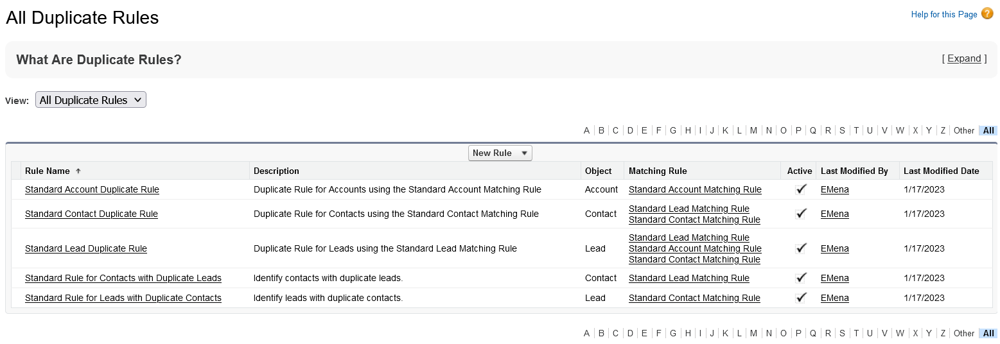 All Duplicate Rules
Help for this Page ?
What Are Duplicate Rules?
[ Expand ]
View: All Duplicate Rules
A | B | C | D | E | F | G | H | I | J | K | L | M | N | O | P | Q | R | S | T | U | V | W | X | Y | Z | Other | All
New Rule
Rule Name Description Object Matching Rule Active Last Modified By Last Modified Date
Standard Account Duplicate Rule Duplicate Rule for Accounts using the Standard Account Matching Rule Account Standard Account Matching Rule EMena 1/17/2023
Standard Contact Duplicate Rule Duplicate Rule for Contacts using the Standard Contact Matching Rule Contact Standard Lead Matching Rule
Standard Contact Matching Rule EMena 1/17/2023
Standard Lead Duplicate Rule Duplicate Rule for Leads using the Standard Lead Matching Rule Lead Standard Lead Matching Rule
Standard Account Matching Rule
Standard Contact Matching Rule EMena 1/17/2023
Standard Rule for Contacts with Duplicate Leads Identify contacts with duplicate leads. Contact Standard Lead Matching Rule EMena 1/17/2023
Standard Rule for Leads with Duplicate Contacts Identify leads with duplicate contacts. Lead Standard Contact Matching Rule EMena 1/17/2023
A | B | C | D | E | F | G | H | I | J | K | L | M | N | O | P | Q | R | S | T | U | V | W | X | Y | Z | Other | All